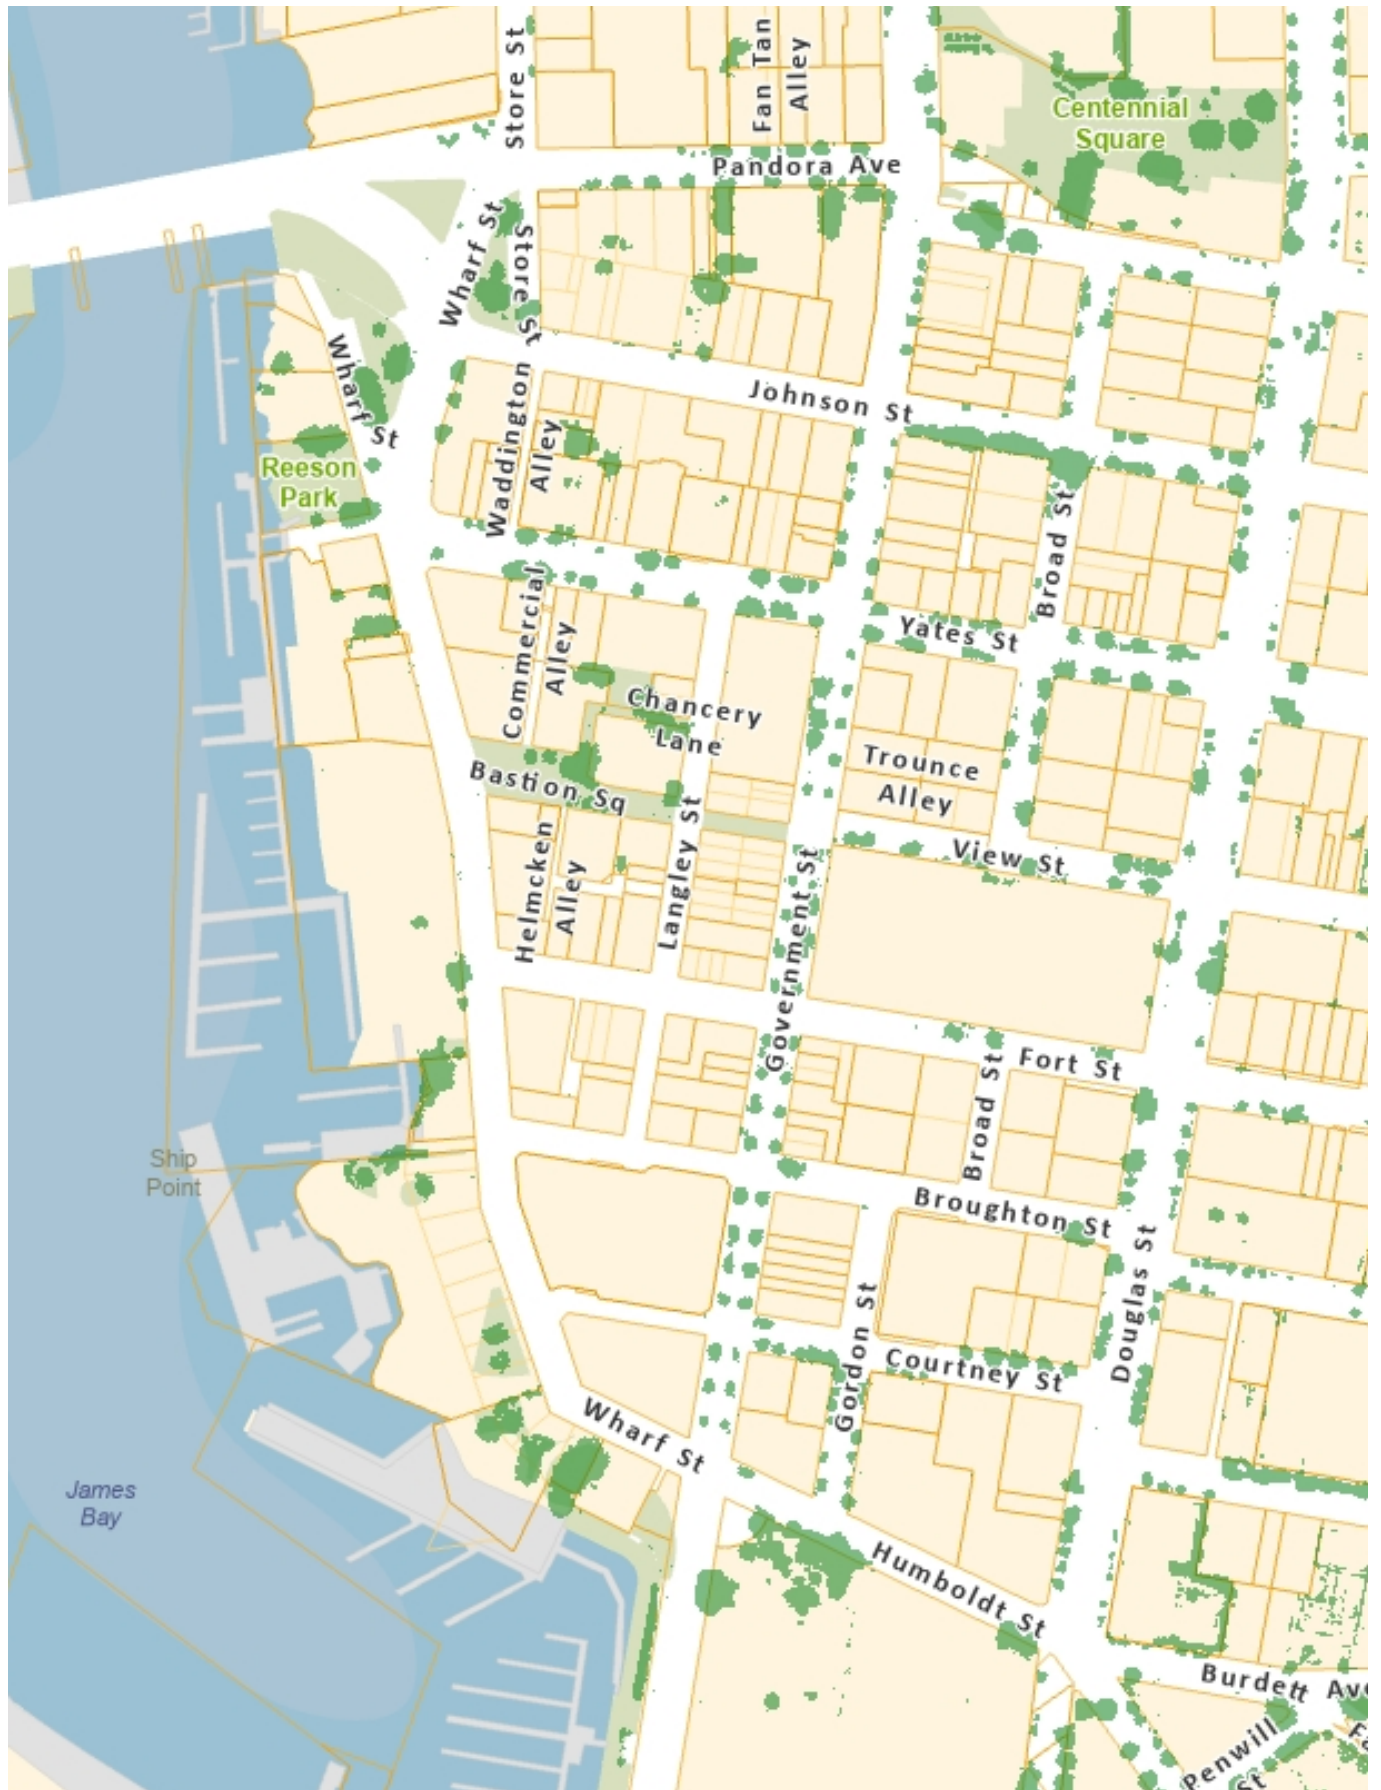 Store St
Fan Tan
Alley
Centennial
Square
Pandora Ave
Wharf St
Store St
Wharf St
Johnson St
Waddington
Alley
Reeson
Park
Broad St
Yates St
Commercial
Alley
Chancery
Lane
Trounce
Alley
Bastion Sq
View St
Helmcken
Alley
Langley St
Government St
Fort St
Broad St
Ship
Point
Broughton St
Douglas St
Gordon St
Courtney St
Wharf St
James
Bay
Humboldt St
Burdett Ave
Penwill
St